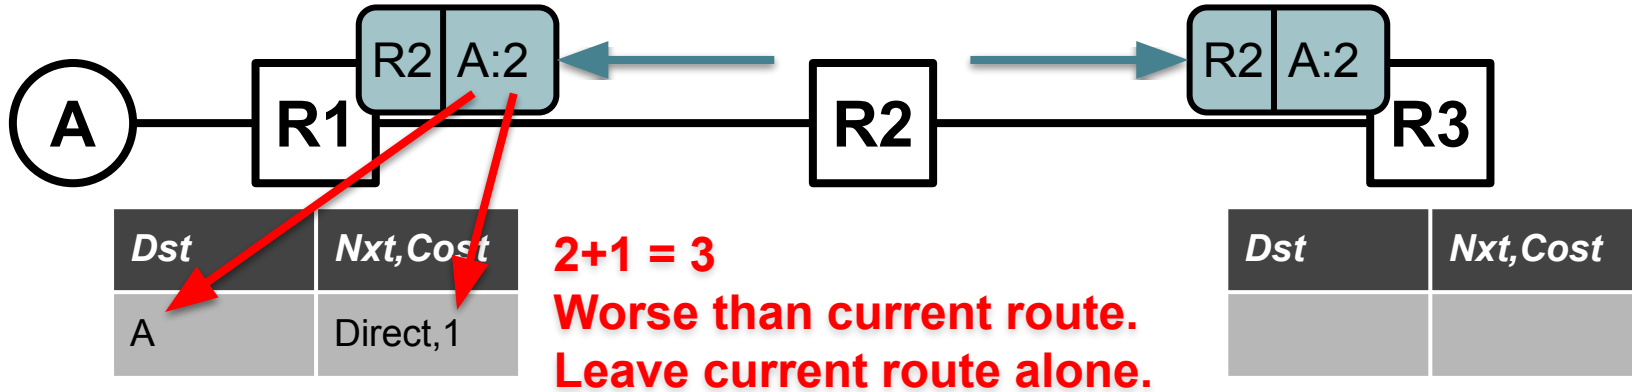 R2 A:2
R2 A:2
A
R1
R2
R3
Dst Nxt,Cost
A Direct,1
2+1 = 3
Worse than current route.
Leave current route alone.
Dst Nxt,Cost